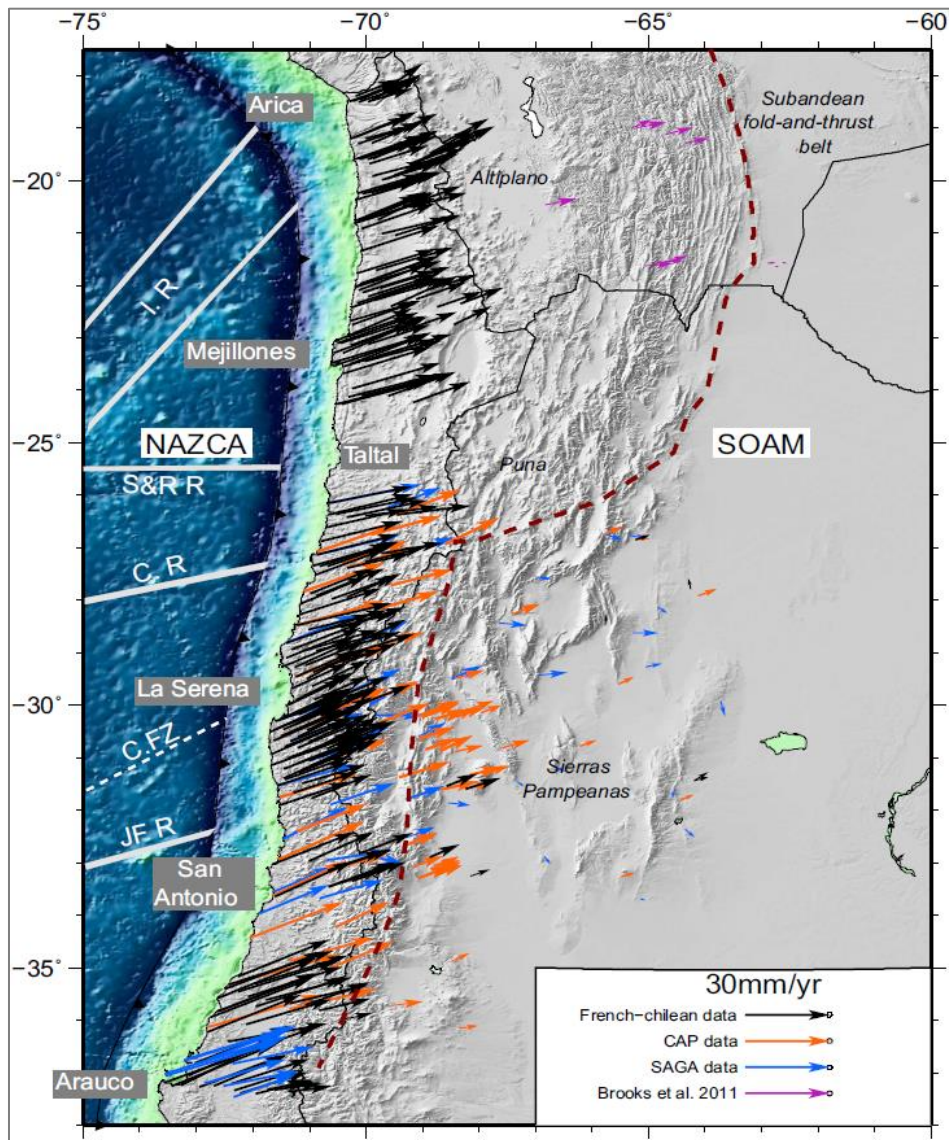 −75˚
−70˚
−65˚
−60
Arica
Subandean
fold-and-thrust
belt
−20˚
Altiplano
I. R
Mejillones
−25˚
NAZCA
Taltal
SOAM
S&R R
Puna
C. R
La Serena
−30˚
C.FZ
Sierras
Pampeanas
JF R
San
Antonio
−35˚
30mm/yr
French−chilean data
CAP data
SAGA data
Brooks et al. 2011
Arauco